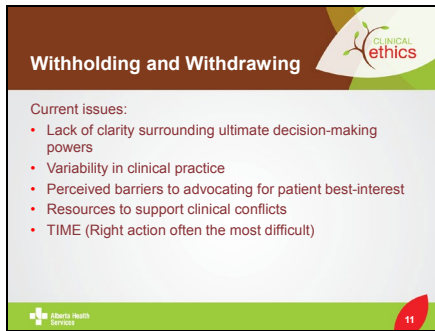 CLINICAL
ethics
Withholding and Withdrawing
Current issues:
• Lack of clarity surrounding ultimate decision-making
powers
• Variability in clinical practice
• Perceived barriers to advocating for patient best-interest
• Resources to support clinical conflicts
• TIME (Right action often the most difficult)
Alberta Health
Services
11